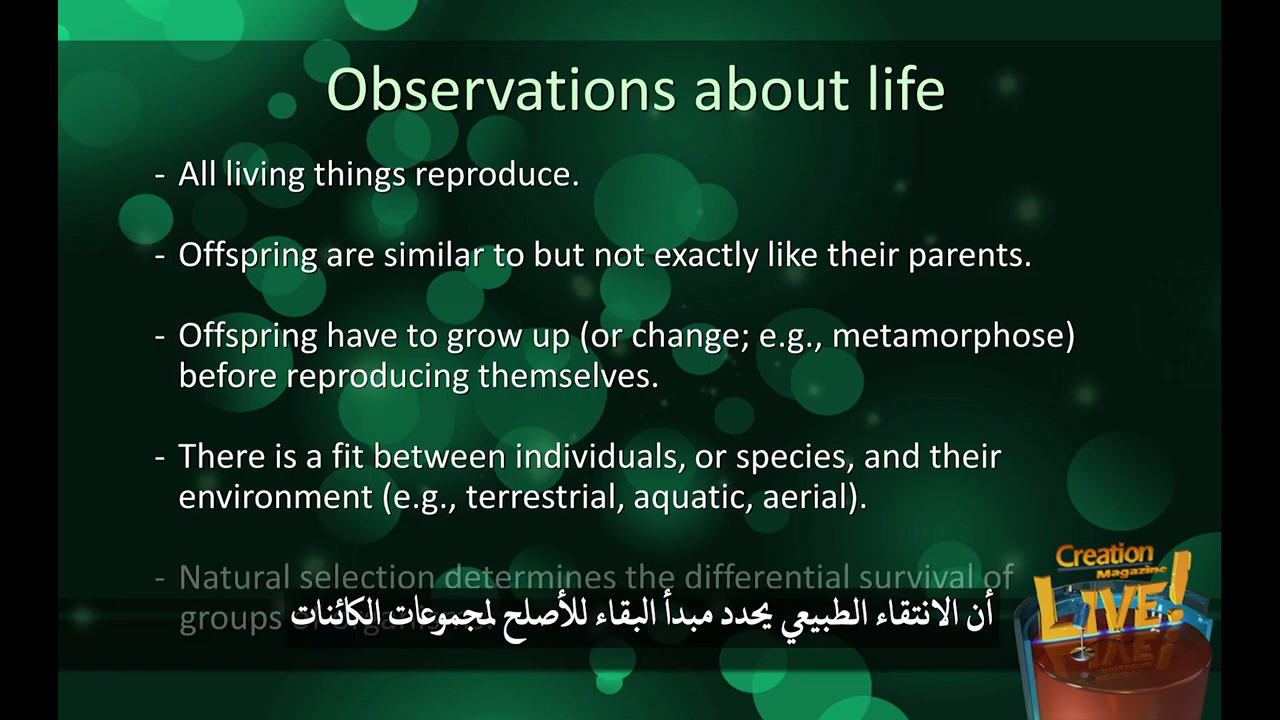 Observations about life
- All living things reproduce.
- Offspring are similar to but not exactly like their parents.
- Offspring have to grow up (or change; e.g., metamorphose)
before reproducing themselves.
- There is a fit between individuals, or species, and their
environment (e.g., terrestrial, aquatic, aerial).
- Natural selection determines the differential survival of
groups
أن الانتقاء الطبيعي يحدد مبدأ البقاء للأصلح لمجموعات الكائنات
Creation
Magazine
LIVE!